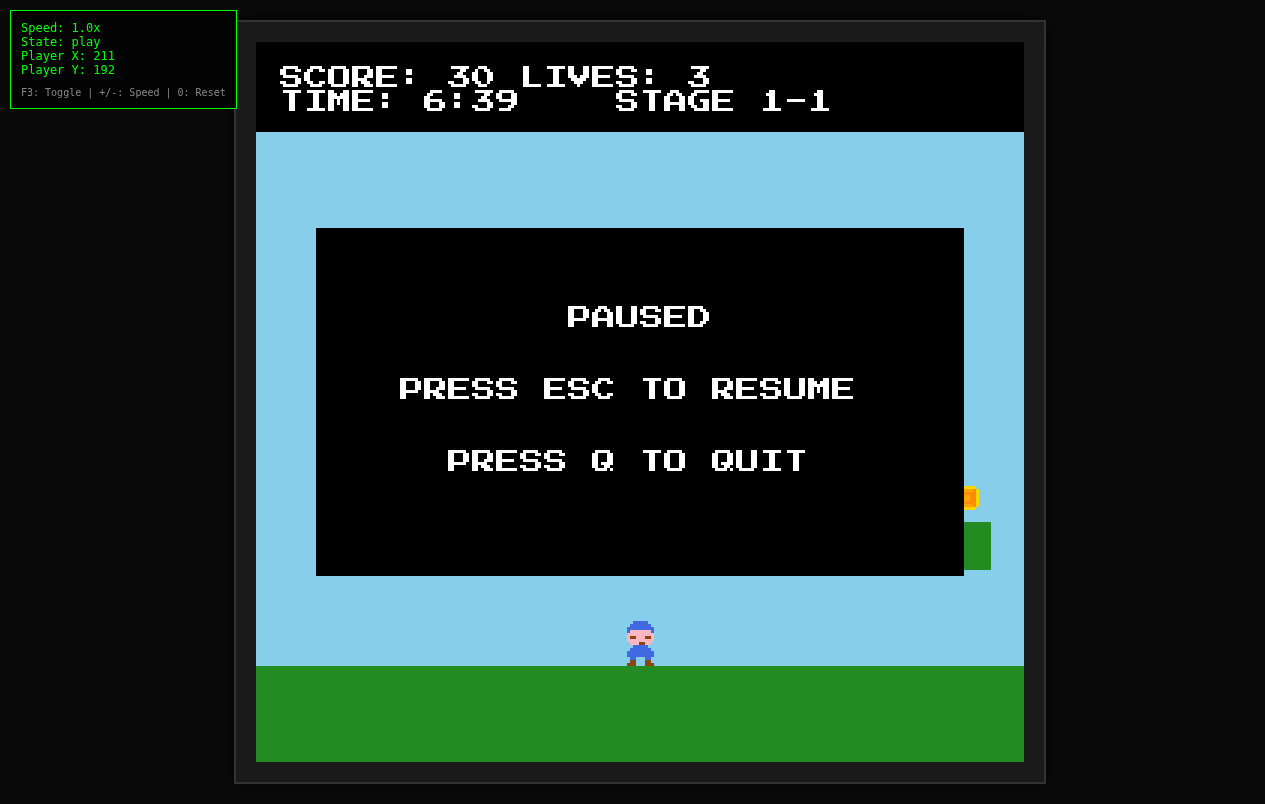 Speed: 1.0x
State: play
Player X: 211
Player Y: 192
F3: Toggle | +/-: Speed | 0: Reset
SCORE: 30 LIVES: 3
TIME: 6:39 STAGE 1-1
PAUSED
PRESS ESC TO RESUME
PRESS Q TO QUIT